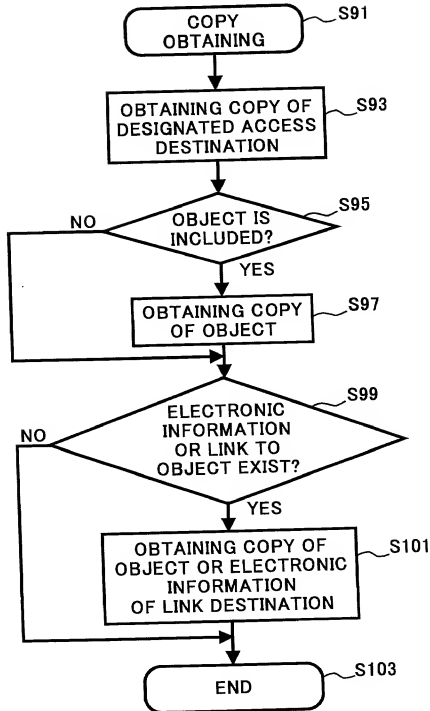 COPY
OBTAINING
S91
OBTAINING COPY OF
DESIGNATED ACCESS
DESTINATION
S93
OBJECT IS
INCLUDED?
S95
NO
YES
OBTAINING COPY
OF OBJECT
S97
ELECTRONIC
INFORMATION
OR LINK TO
OBJECT EXIST?
S99
NO
YES
OBTAINING COPY OF
OBJECT OR ELECTRONIC
INFORMATION
OF LINK DESTINATION
S101
END
S103